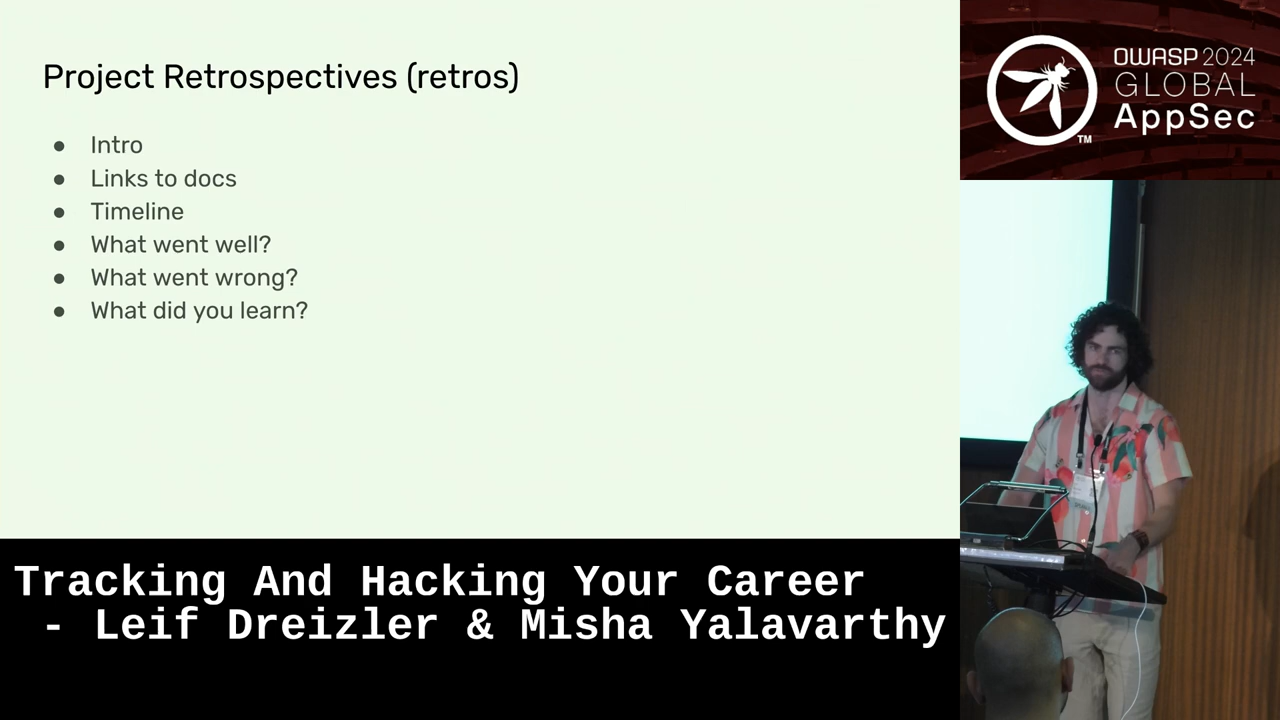 Project Retrospectives (retros)
● Intro
● Links to docs
● Timeline
● What went well?
● What went wrong?
● What did you learn?
OWASP 2024
GLOBAL
AppSec
TM
Tracking And Hacking Your Career
- Leif Dreizler & Misha Yalavarthy